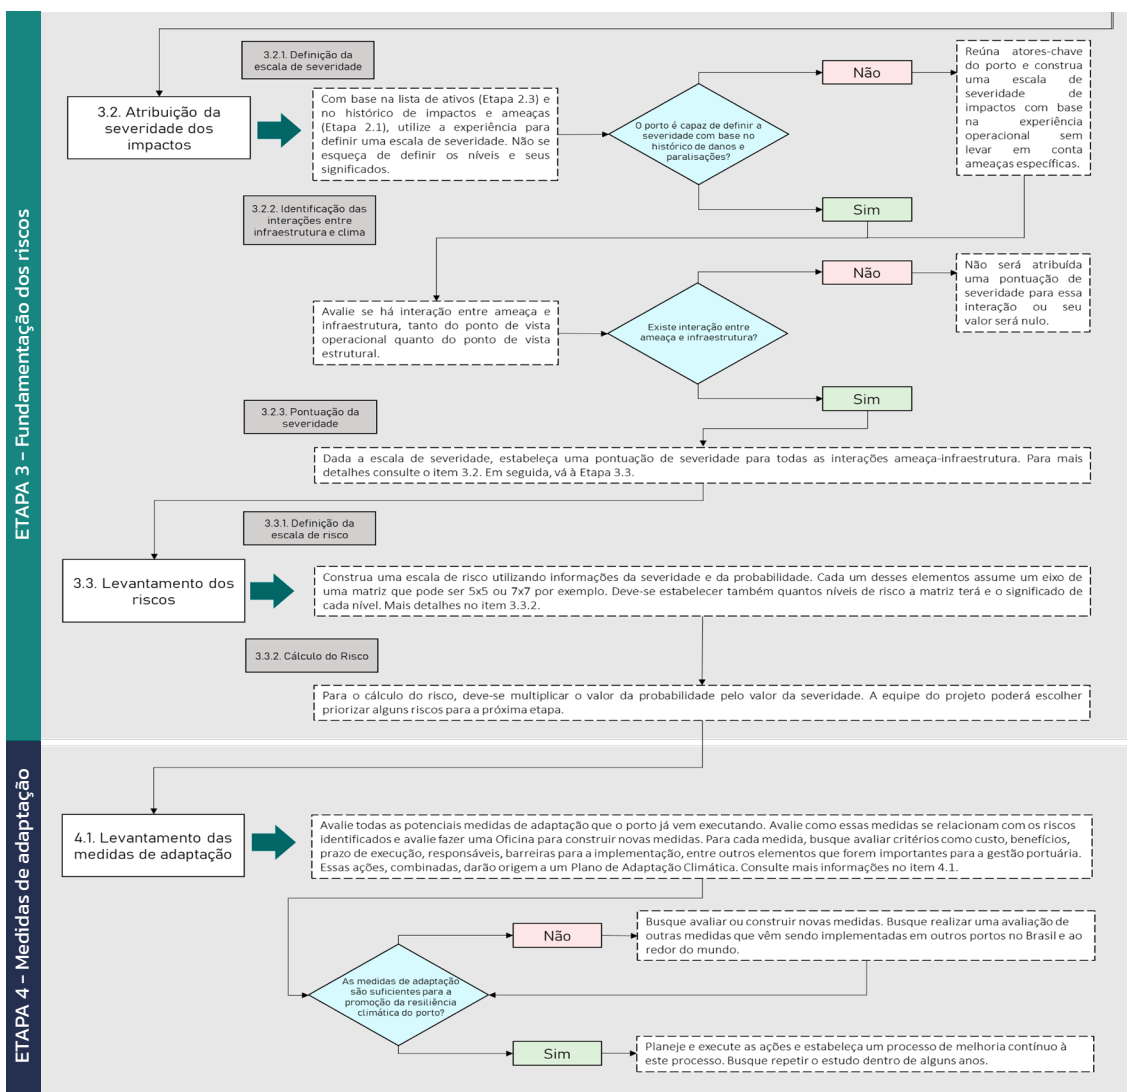 ETAPA 3 – Fundamentação dos riscos
3.2. Atribuição da
severidade dos
impactos
3.2.1. Definição da
escala de severidade
Com base na lista de ativos (Etapa 2.3) e
no histórico de impactos e ameaças
(Etapa 2.1), utilize a experiência para
definir uma escala de severidade. Não se
esqueça de definir os níveis e seus
significados.
O porto é capaz de definir a
severidade com base no
histórico de danos e
paralisações?
Não
Reúna atores-chave
do porto e construa
uma escala de
severidade de
impactos com base
na experiência
operacional sem
levar em conta
ameaças específicas.
Sim
3.2.2. Identificação das
interações entre
infraestrutura e clima
Avalie se há interação entre ameaça e
infraestrutura, tanto do ponto de vista
operacional quanto do ponto de vista
estrutural.
Existe interação entre
ameaça e infraestrutura?
Não
Não será atribuída
uma pontuação de
severidade para essa
interação ou seu
valor será nulo.
Sim
3.2.3. Pontuação da
severidade
Dada a escala de severidade, estabeleça uma pontuação de severidade para todas as interações ameaça-infraestrutura. Para mais
detalhes consulte o item 3.2. Em seguida, vá à Etapa 3.3.
3.3. Levantamento dos
riscos
3.3.1. Definição da
escala de risco
Construa uma escala de risco utilizando informações da severidade e da probabilidade. Cada um desses elementos assume um eixo de
uma matriz que pode ser 5x5 ou 7x7 por exemplo. Deve-se estabelecer também quantos níveis de risco a matriz terá e o significado de
cada nível. Mais detalhes no item 3.3.2.
3.3.2. Cálculo do Risco
Para o cálculo do risco, deve-se multiplicar o valor da probabilidade pelo valor da severidade. A equipe do projeto poderá escolher
priorizar alguns riscos para a próxima etapa.
ETAPA 4 – Medidas de adaptação
4.1. Levantamento das
medidas de adaptação
Avalie todas as potenciais medidas de adaptação que o porto já vem executando. Avalie como essas medidas se relacionam com os riscos
identificados e avalie fazer uma Oficina para construir novas medidas. Para cada medida, busque avaliar critérios como custo, benefícios,
prazo de execução, responsáveis, barreiras para a implementação, entre outros elementos que forem importantes para a gestão portuária.
Essas ações, combinadas, darão origem a um Plano de Adaptação Climática. Consulte mais informações no item 4.1.
As medidas de adaptação
são suficientes para a
promoção da resiliência
climática do porto?
Não
Busque avaliar ou construir novas medidas. Busque realizar uma avaliação de
outras medidas que vêm sendo implementadas em outros portos no Brasil e ao
redor do mundo.
Sim
Planeje e execute as ações e estabeleça um processo de melhoria contínuo à
este processo. Busque repetir o estudo dentro de alguns anos.